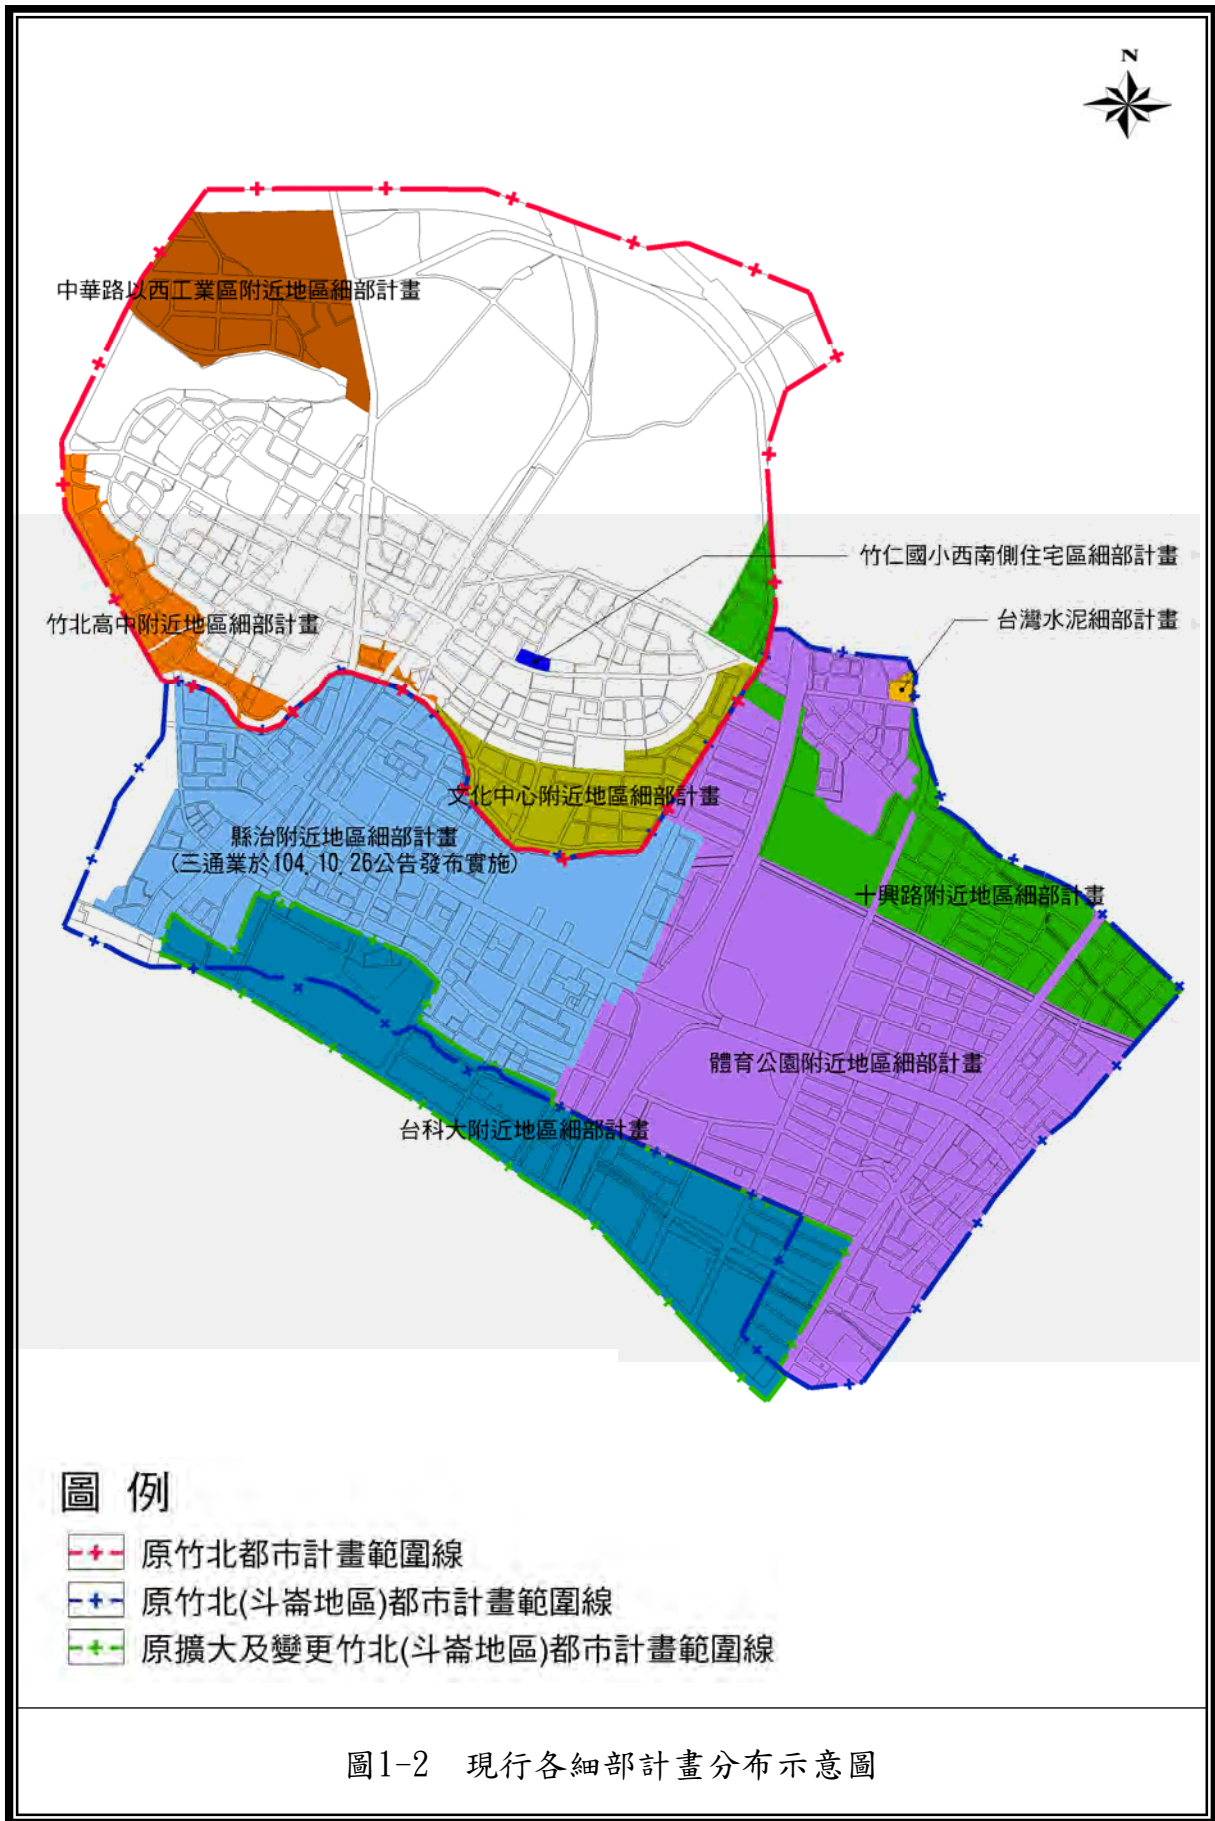 N
中華路以西工業區附近地區細部計畫
竹仁國小西南側住宅區細部計畫
台灣水泥細部計畫
竹北高中附近地區細部計畫
文化中心附近地區細部計畫
縣治附近地區細部計畫
(三通業於104.10.26公告發布實施)
十興路附近地區細部計畫
體育公園附近地區細部計畫
台科大附近地區細部計畫
圖 例
原竹北都市計畫範圍線
原竹北(斗崙地區)都市計畫範圍線
原擴大及變更竹北(斗崙地區)都市計畫範圍線
圖1-2 現行各細部計畫分布示意圖